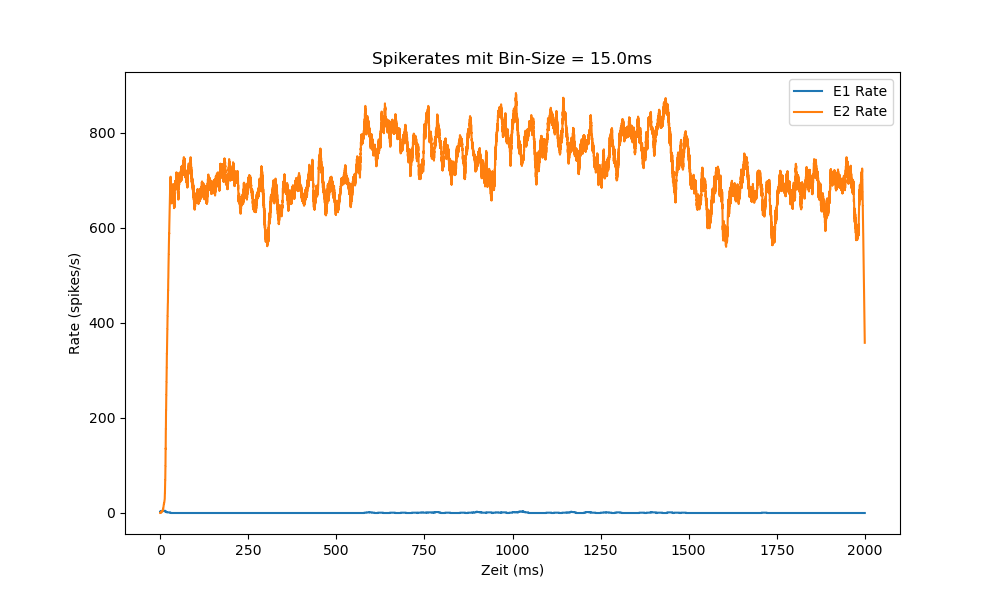 Spikerates mit Bin-Size = 15.0ms
E1 Rate
E2 Rate
800
600
400
200
0
Rate (spikes/s)
0 250 500 750 1000 1250 1500 1750 2000
Zeit (ms)